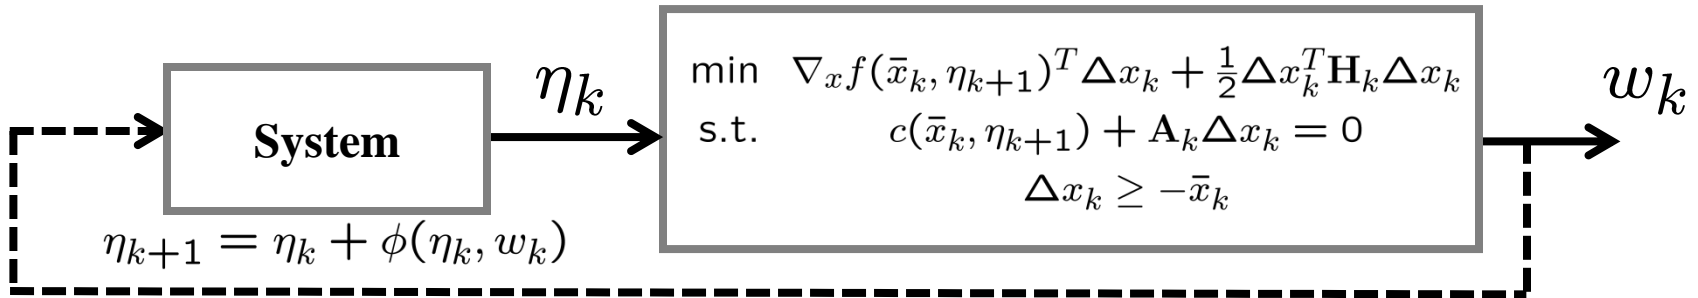 System
η_{k+1} = η_k + ϕ(η_k, w_k)
η_k
min ∇_x f(x̄_k, η_{k+1})^T Δx_k + ½Δx_k^T H_k Δx_k
s.t. c(x̄_k, η_{k+1}) + A_k Δx_k = 0
Δx_k ≥ −x̄_k
w_k